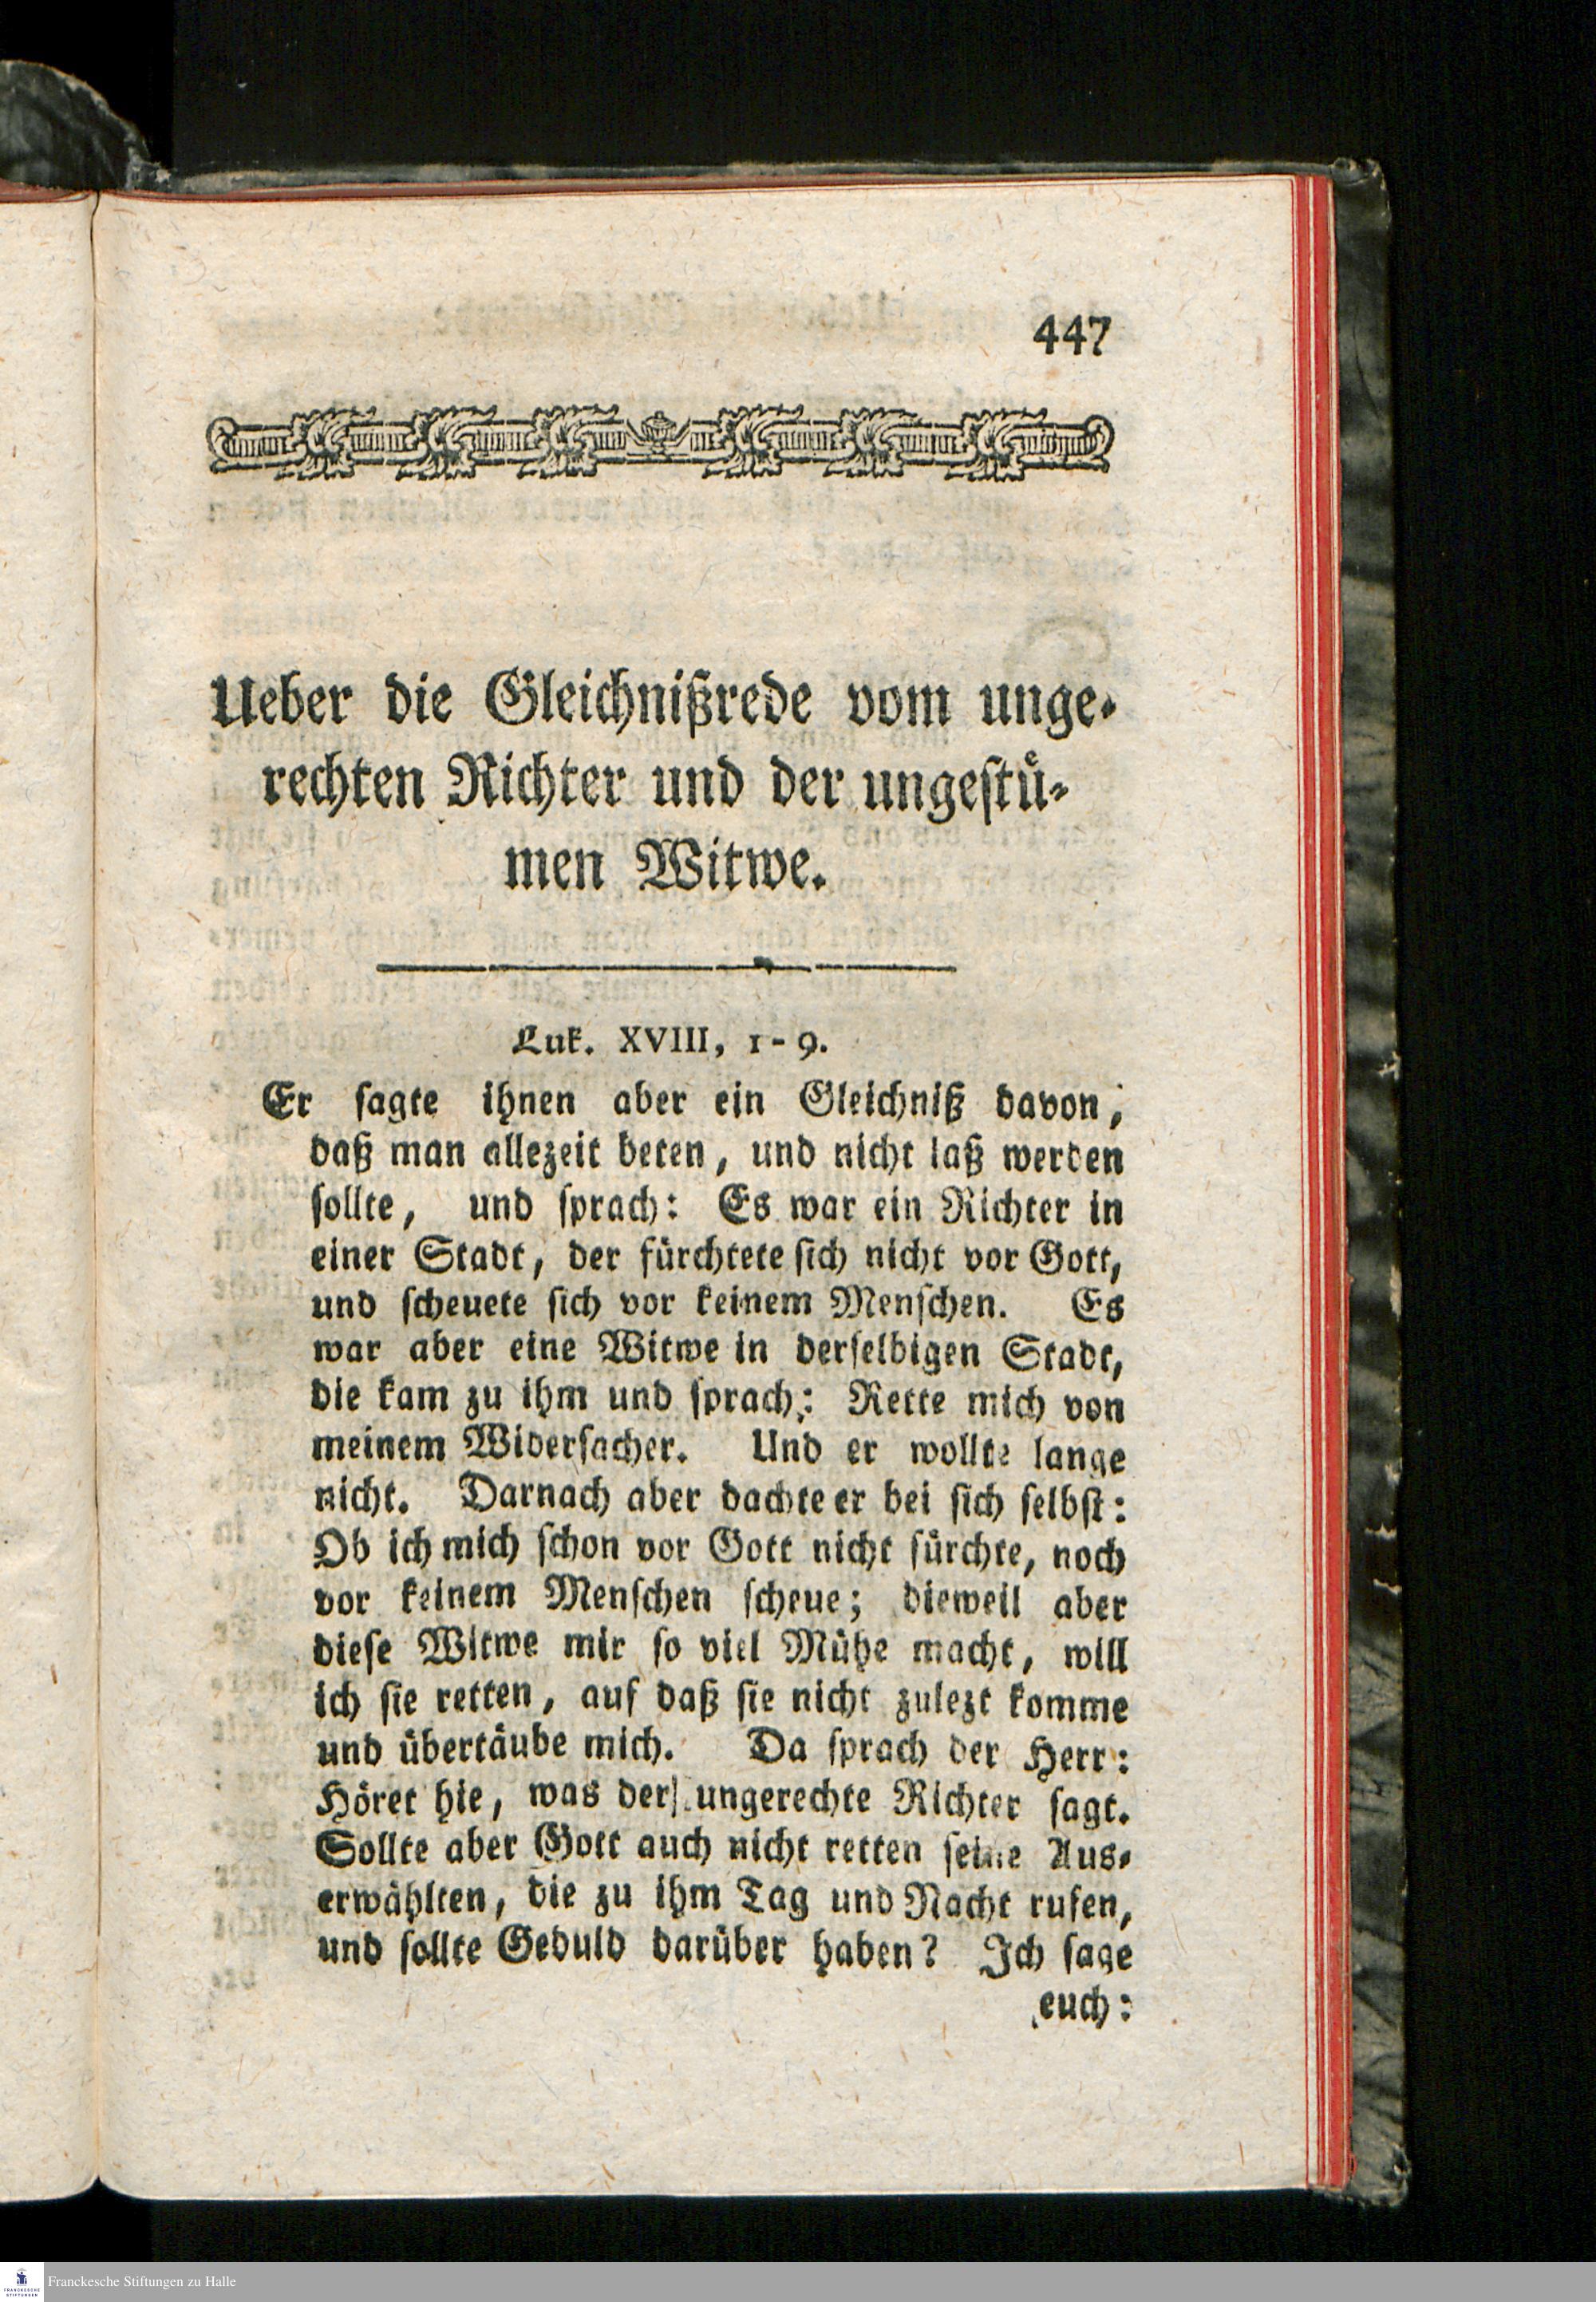 447
Ueber die Gleichnißrede vom unge-
rechten Richter und der ungestü-
men Witwe.
Luk. XVIII, 1-9.
Er sagte ihnen aber ein Gleichniß davon,
daß man allezeit beten, und nicht laß werden
sollte, und sprach: Es war ein Richter in
einer Stadt, der fürchtete sich nicht vor Gott,
und scheuete sich vor keinem Menschen. Es
war aber eine Witwe in derselbigen Stadt,
die kam zu ihm und sprach: Rette mich von
meinem Widersacher. Und er wollte lange
nicht. Darnach aber dachte er bei sich selbst:
Ob ich mich schon vor Gott nicht fürchte, noch
vor keinem Menschen scheue; dieweil aber
diese Witwe mir so viel Mühe macht, will
ich sie retten, auf daß sie nicht zulezt komme
und übertäube mich. Da sprach der Herr:
Höret hie, was der ungerechte Richter sagt.
Sollte aber Gott auch nicht retten seine Aus-
erwählten, die zu ihm Tag und Nacht rufen,
und sollte Geduld darüber haben? Ich sage
euch:
Franckesche Stiftungen zu Halle
FRANCKESCHE
STIFTUNGEN